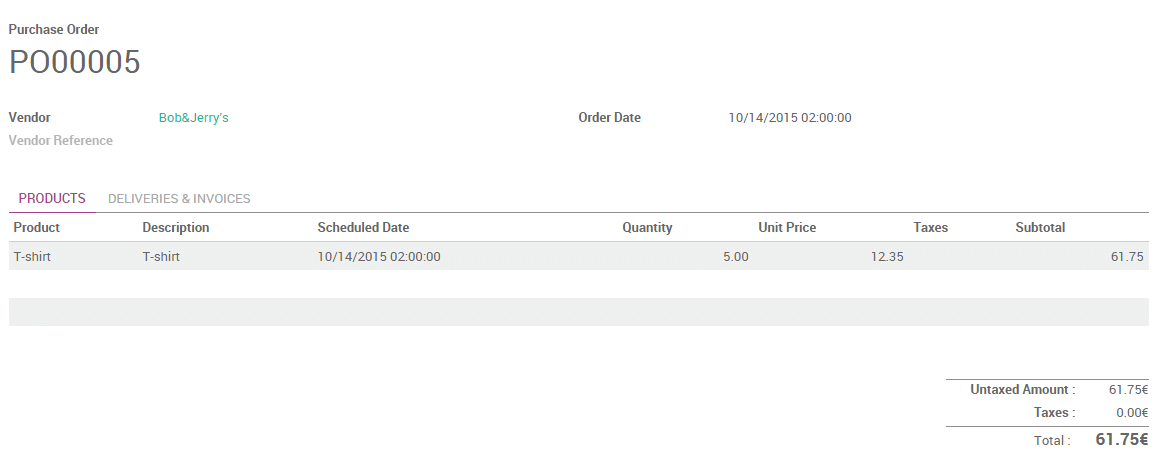 Purchase Order
PO00005
Vendor Bob&Jerry's Order Date 10/14/2015 02:00:00
Vendor Reference
PRODUCTS DELIVERIES & INVOICES
Product Description Scheduled Date Quantity Unit Price Taxes Subtotal
T-shirt T-shirt 10/14/2015 02:00:00 5.00 12.35 61.75
Untaxed Amount : 61.75€
Taxes : 0.00€
Total : 61.75€